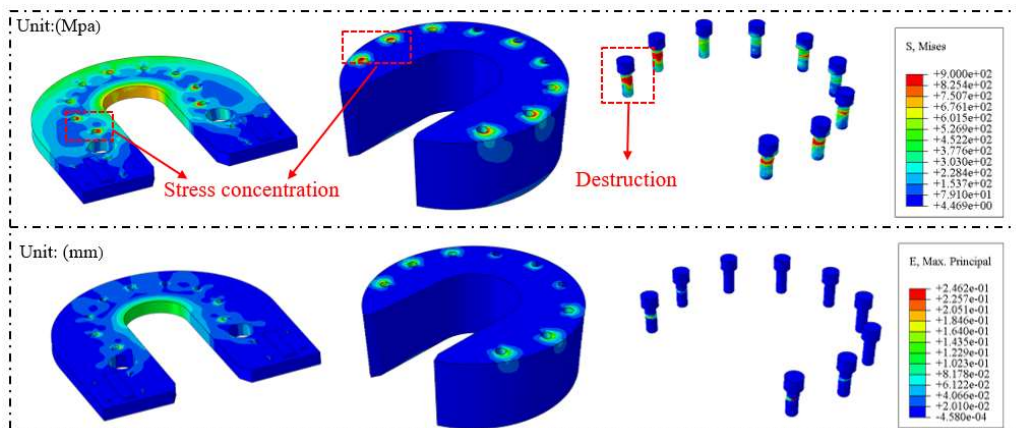 Unit:(Mpa)
S, Mises
+9.000e+02
+8.254e+02
+7.507e+02
+6.761e+02
+6.015e+02
+5.269e+02
+4.522e+02
+3.776e+02
+3.030e+02
+2.284e+02
+1.537e+02
+7.910e+01
+4.469e+00
Stress concentration
Destruction
Unit: (mm)
E, Max. Principal
+2.462e-01
+2.257e-01
+2.051e-01
+1.846e-01
+1.640e-01
+1.435e-01
+1.229e-01
+1.023e-01
+8.178e-02
+6.122e-02
+4.066e-02
+2.010e-02
-4.580e-04